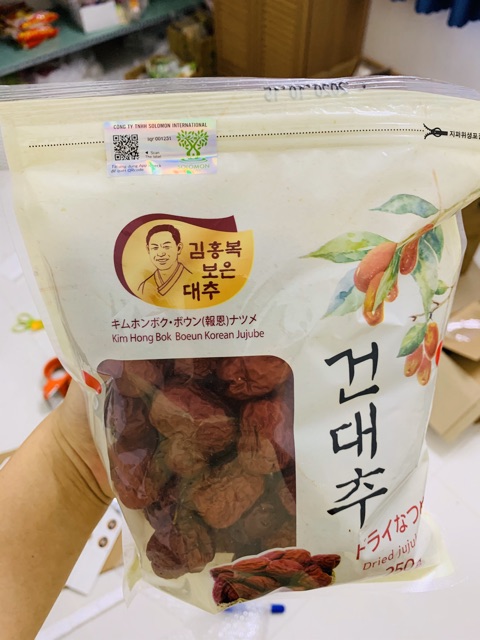 CONG TY TNHH SOLOMON INTERNATIONAL
김홍복
보은
대추
キムホンボク・ボウン(報恩)ナツメ
Kim Hong Bok Boeun Korean Jujube
건대추
ドライなつ
Dried juju